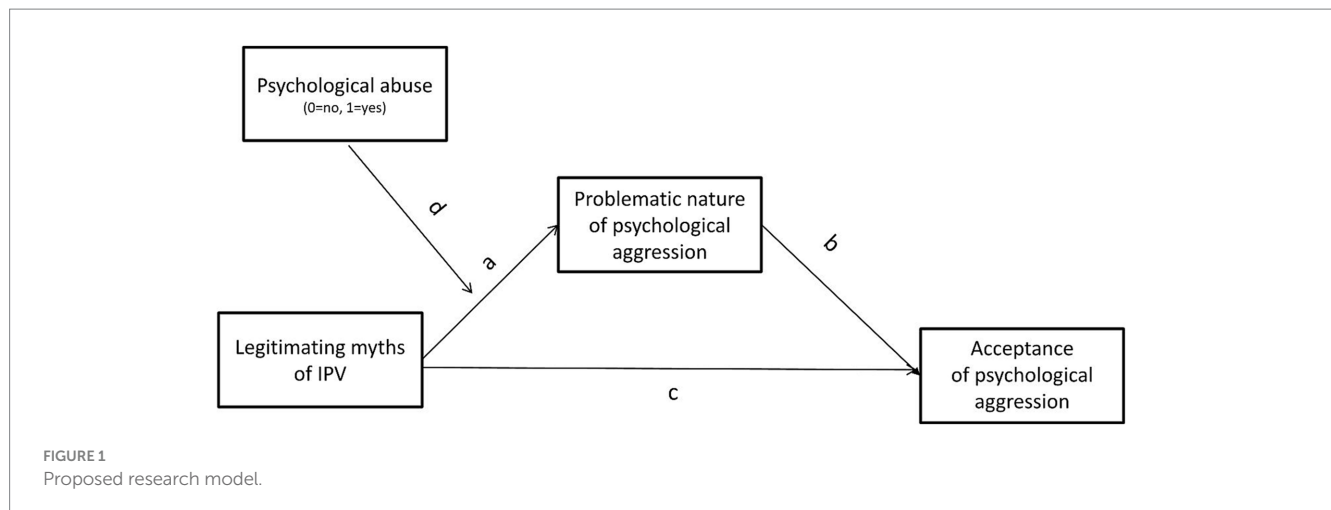 Psychological abuse
(0=no, 1=yes)
d
Problematic nature
of psychological
aggression
a
b
Legitimating myths
of IPV
c
Acceptance
of psychological
aggression
FIGURE 1
Proposed research model.